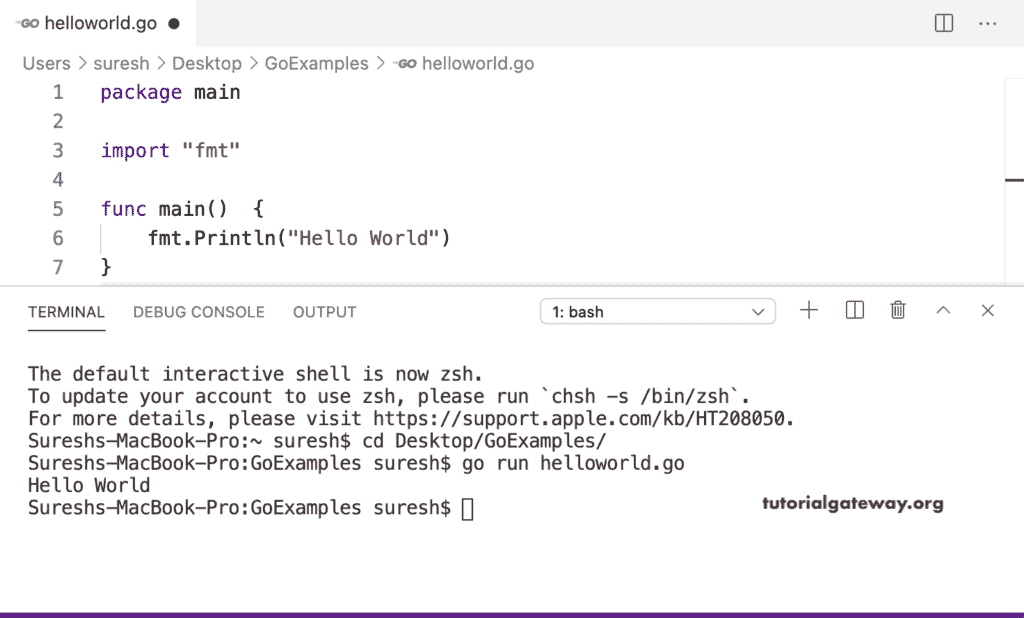 GO helloworld.go
Users > suresh > Desktop > GoExamples > GO helloworld.go
1 package main
2
3 import "fmt"
4
5 func main()  {
6     fmt.Println("Hello World")
7 }
TERMINAL DEBUG CONSOLE OUTPUT 1: bash
The default interactive shell is now zsh.
To update your account to use zsh, please run `chsh -s /bin/zsh`.
For more details, please visit https://support.apple.com/kb/HT208050.
Sureshs-MacBook-Pro:~ suresh$ cd Desktop/GoExamples/
Sureshs-MacBook-Pro:GoExamples suresh$ go run helloworld.go
Hello World
Sureshs-MacBook-Pro:GoExamples suresh$
tutorialgateway.org